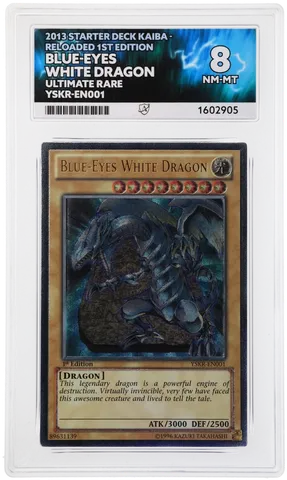 2013 STARTER DECK KAIBA -
RELOADED 1ST EDITION
BLUE-EYES
WHITE DRAGON
ULTIMATE RARE
YSKR-EN001
8
NM-MT
1602905
BLUE-EYES WHITE DRAGON
1st Edition
YSKR-EN001
[DRAGON]
This legendary dragon is a powerful engine of
destruction. Virtually invincible, very few have faced
this awesome creature and lived to tell the tale.
ATK/3000 DEF/2500
89631139
©1996 KAZUKI TAKAHASHI